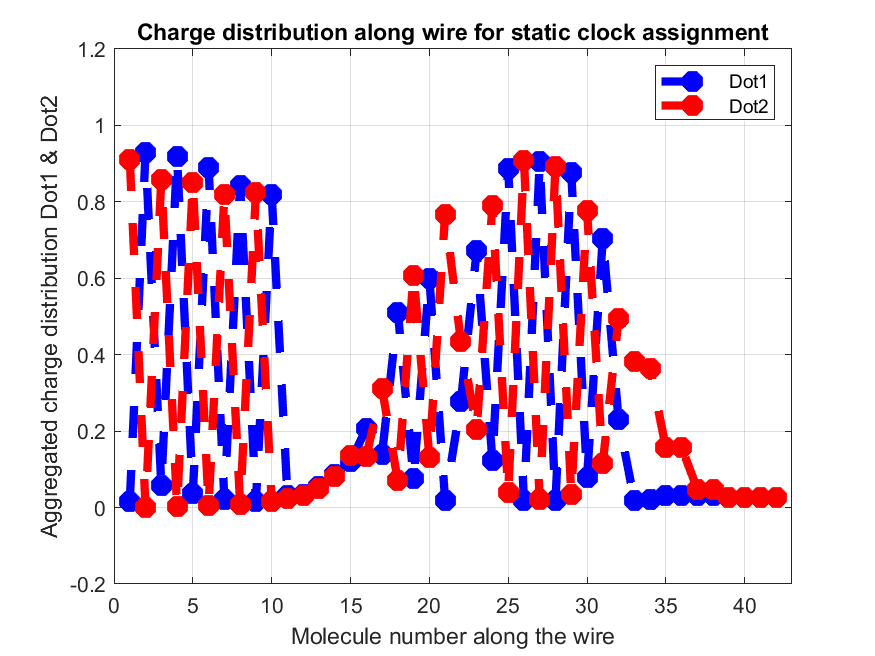 Charge distribution along wire for static clock assignment
Dot1
Dot2
Aggregated charge distribution Dot1 & Dot2
1.2
1
0.8
0.6
0.4
0.2
0
-0.2
0 5 10 15 20 25 30 35 40
Molecule number along the wire